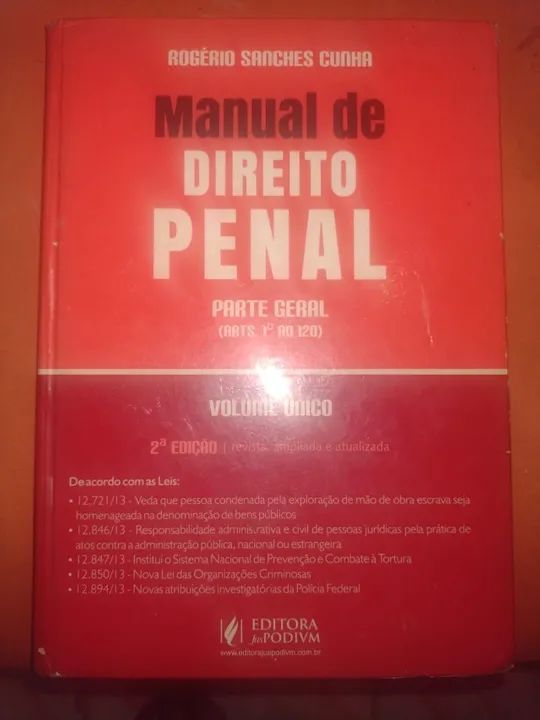 ROGÉRIO SANCHES CUNHA
Manual de
DIREITO
PENAL
PARTE GERAL
(ARTS. 1º AO 120)
VOLUME ÚNICO
2ª EDIÇÃO | revista, ampliada e atualizada
De acordo com as Leis:
• 12.721/13 - Veda que pessoa condenada pela exploração de mão de obra escrava seja
homenageada na denominação de bens públicos
• 12.846/13 - Responsabilidade administrativa e civil de pessoas jurídicas pela prática de
atos contra a administração pública, nacional ou estrangeira
• 12.847/13 - Institui o Sistema Nacional de Prevenção e Combate à Tortura
• 12.850/13 - Nova Lei das Organizações Criminosas
• 12.894/13 - Novas atribuições investigatórias da Polícia Federal
EDITORA
jusPODIVM
www.editorajuspodivm.com.br